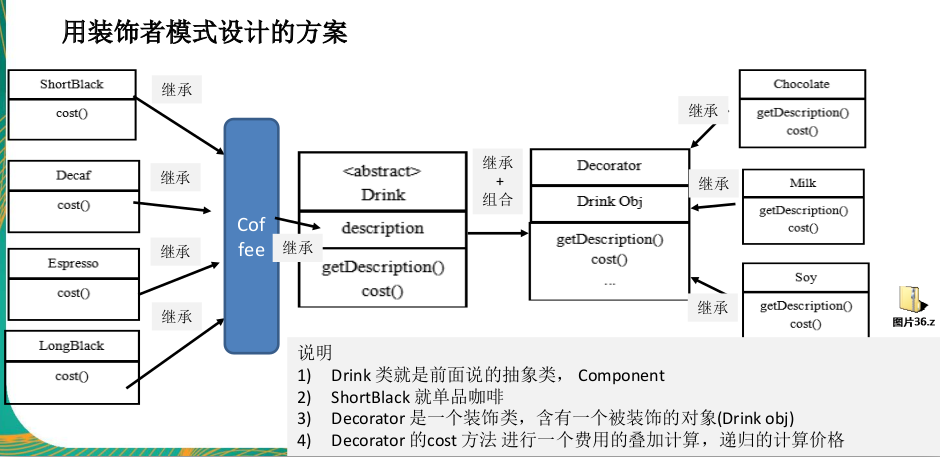 用装饰者模式设计的方案
ShortBlack
cost()
继承
Decaf
cost()
继承
Espresso
cost()
继承
LongBlack
cost()
继承
Cof
fee
继承
<abstract>
Drink
description
getDescription()
cost()
继承
+
组合
Decorator
Drink Obj
getDescription()
cost()
...
继承
Chocolate
getDescription()
cost()
继承
Milk
getDescription()
cost()
继承
Soy
getDescription()
cost()
图片36.z
说明
1) Drink 类就是前面说的抽象类， Component
2) ShortBlack 就单品咖啡
3) Decorator 是一个装饰类，含有一个被装饰的对象(Drink obj)
4) Decorator 的cost 方法 进行一个费用的叠加计算，递归的计算价格